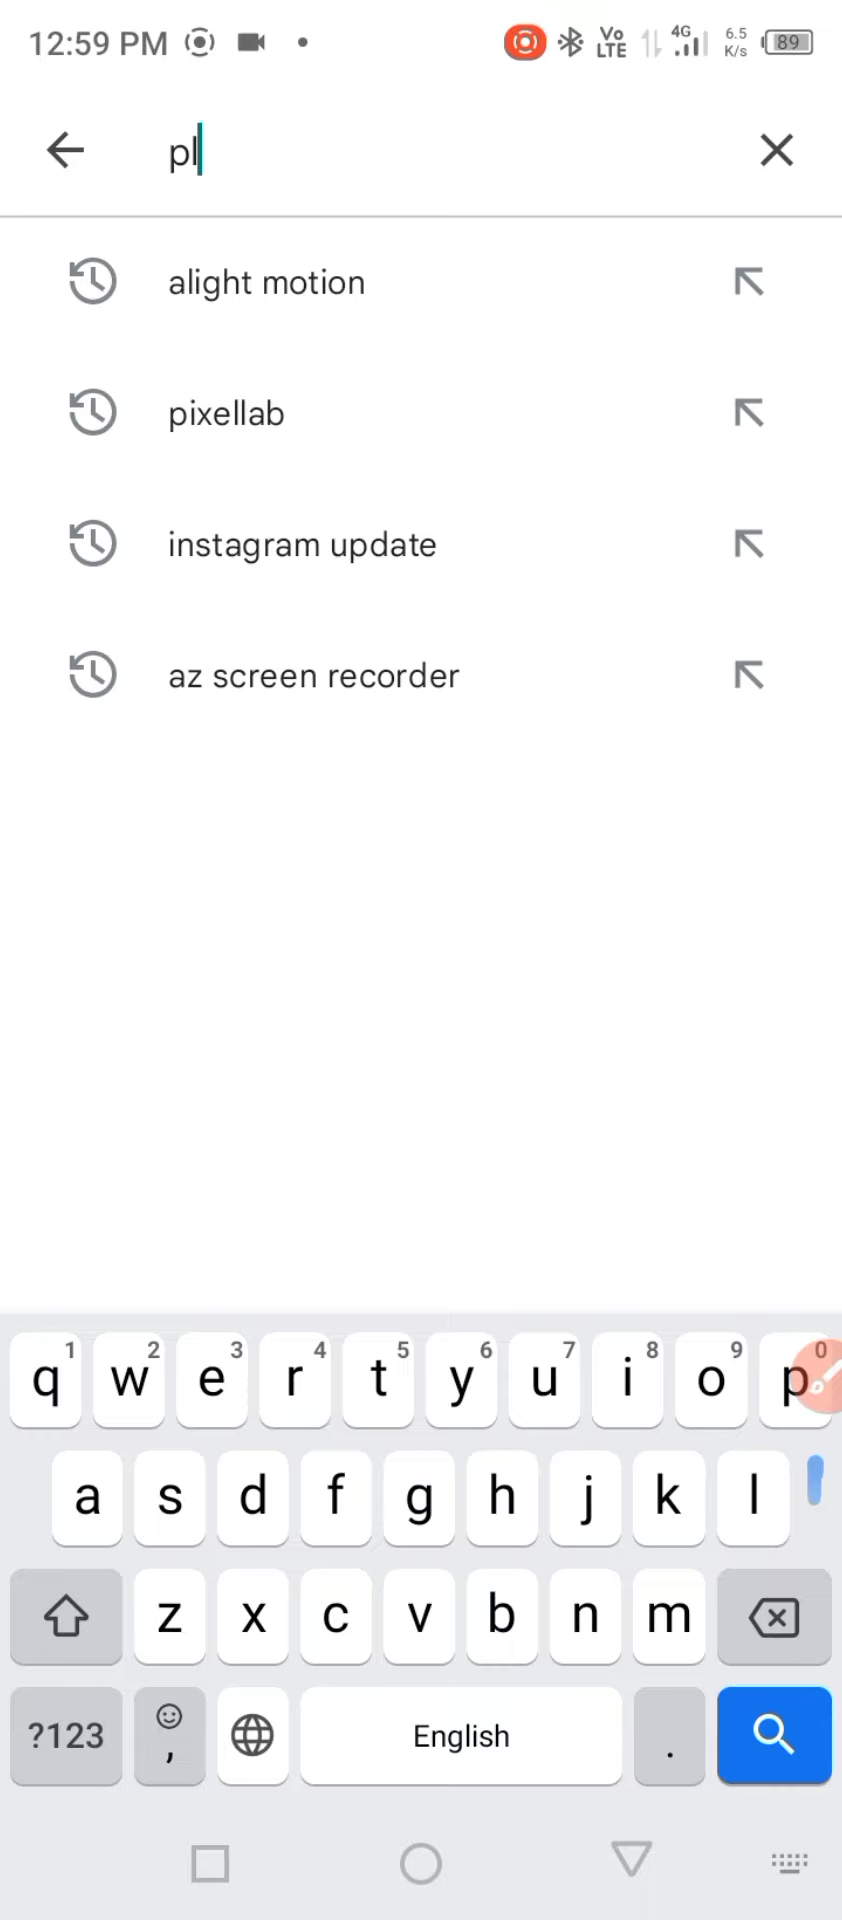 12:59 PM Vo LTE 4G 6.5 K/s 89
pl
alight motion
pixellab
instagram update
az screen recorder
1 2 3 4 5 6 7 8 9 0
q w e r t y u i o p
a s d f g h j k l
z x c v b n m
?123 , English .